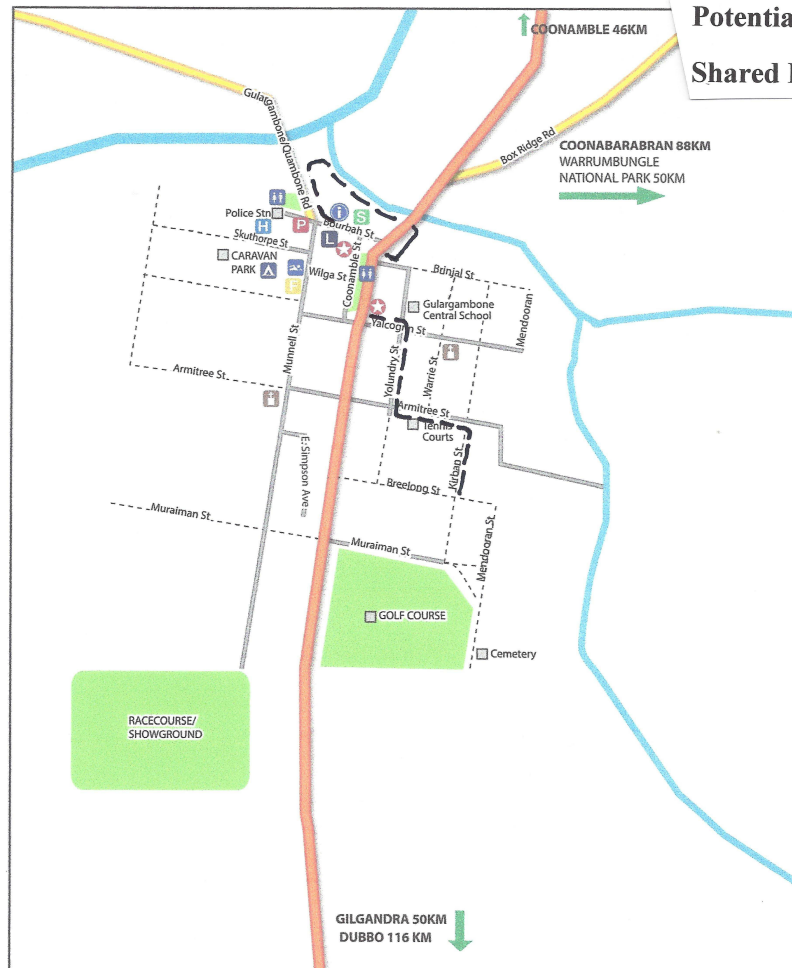 Potentia
Shared
COONAMBLE 46KM
Gulargambone/Quambone Rd
Box Ridge Rd
COONABARABRAN 88KM
WARRUMBUNGLE
NATIONAL PARK 50KM
Police Stn
i
S
H
P
Bourbah St
L
Skuthorpe St
CARAVAN
PARK
Wilga St
Coonamble St
Brinjal St
F
Gulargambone
Central School
Mendooran
Yalcogrin St
Munnell St
Yoloundry St
Warrie St
Armitree St
Armitree St
Tennis
Courts
E Simpson Ave
Kirban St
Breelong St
Muraiman St
Muraiman St
Mendooran St
GOLF COURSE
Cemetery
RACECOURSE/
SHOWGROUND
GILGANDRA 50KM
DUBBO 116 KM